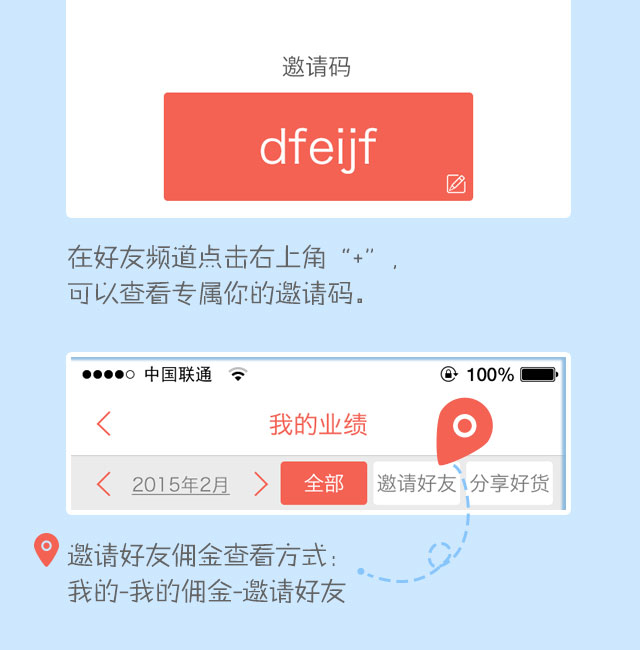 邀请码
dfeijf
在好友频道点击右上角“+”，
可以查看专属你的邀请码。
中国联通 100%
我的业绩
2015年2月 全部 邀请好友 分享好货
邀请好友佣金查看方式：
我的-我的佣金-邀请好友